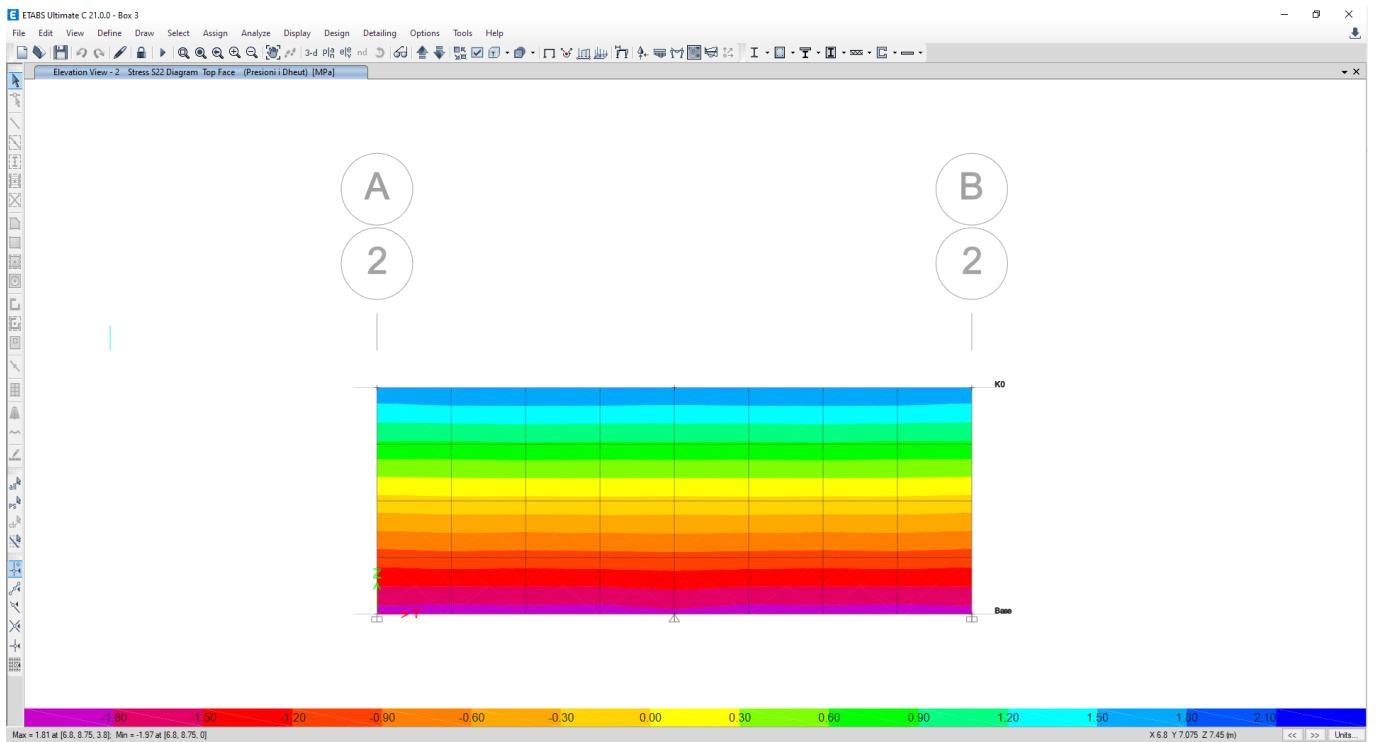 ETABS Ultimate C 21.0.0 - Box 3
File Edit View Define Draw Select Assign Analyze Display Design Detailing Options Tools Help
3-d
nd
Elevation View - 2 Stress S22 Diagram Top Face (Presioni i Dheut) [MPa]
A B
2 2
K0
Z
Y
Base
all
PS
clr
-1.80 -1.50 -1.20 -0.90 -0.60 -0.30 0.00 0.30 0.60 0.90 1.20 1.50 1.80 2.10
Max = 1.81 at [6.8, 8.75, 3.8]; Min = -1.97 at [6.8, 8.75, 0] X 6.8 Y 7.075 Z 7.45 (m) << >> Units...